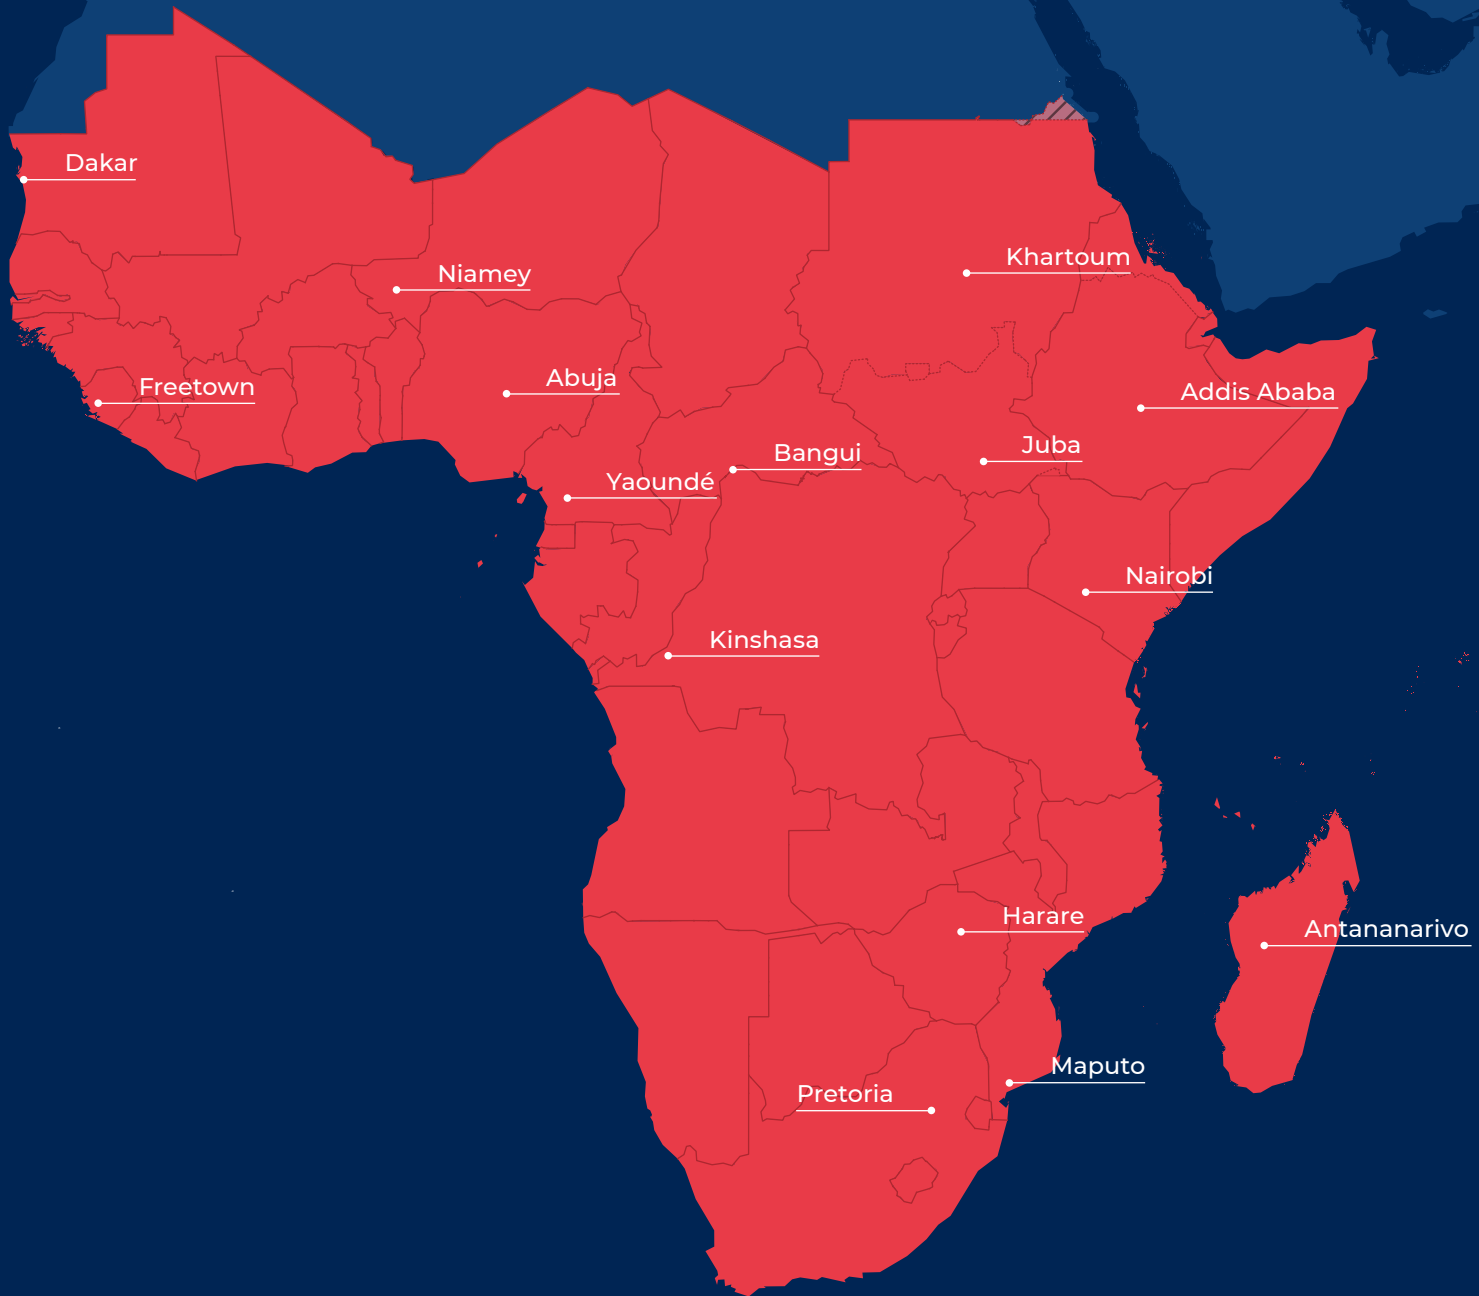 Dakar
Khartoum
Niamey
Abuja
Freetown
Addis Ababa
Juba
Bangui
Yaoundé
Nairobi
Kinshasa
Harare
Antananarivo
Maputo
Pretoria